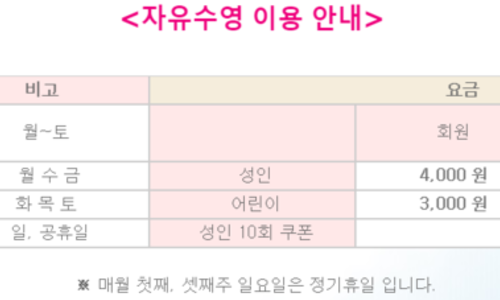 <자유수영 이용 안내>
비고 요금
월~토 회원
월 수 금 성인 4,000 원
화 목 토 어린이 3,000 원
일, 공휴일 성인 10회 쿠폰
※ 매월 첫째, 셋째주 일요일은 정기휴일 입니다.